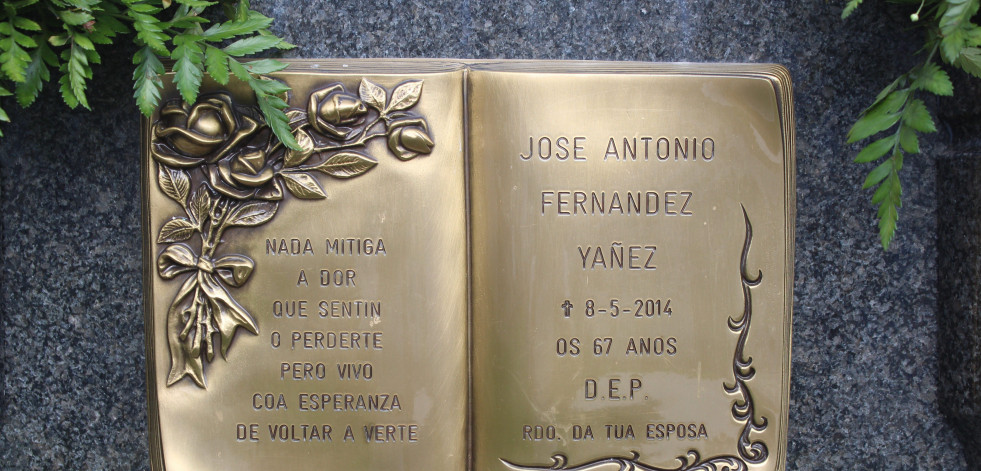 NADA MITIGA
A DOR
QUE SENTIN
O PERDERTE
PERO VIVO
COA ESPERANZA
DE VOLTAR A VERTE
JOSE ANTONIO
FERNANDEZ
YAÑEZ
✝ 8-5-2014
OS 67 ANOS
D.E.P.
RDO. DA TUA ESPOSA